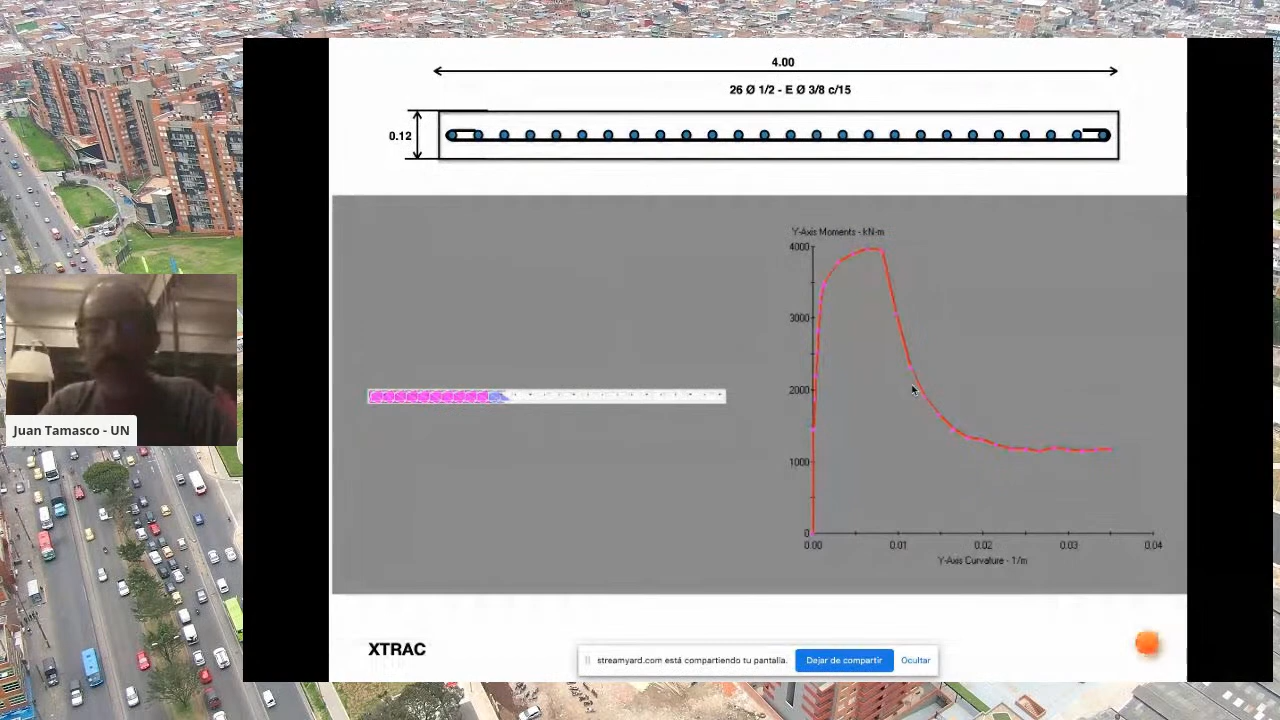 4.00
26 Ø 1/2 - E Ø 3/8 c/15
0.12
Y-Axis Moments - kN-m
4000
3000
2000
1000
0
0.00 0.01 0.02 0.03 0.04
Y-Axis Curvature - 1/m
Juan Tamasco - UN
XTRAC
streamyard.com está compartiendo tu pantalla. Dejar de compartir Ocultar